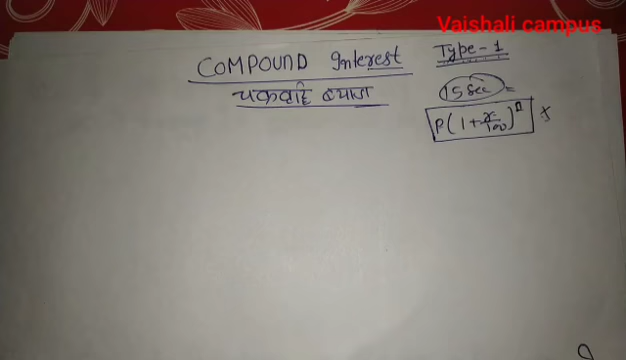 Vaishali campus
COMPOUND Interest Type-1
चक्रवृद्धि ब्याज 15 Sec =
P(1+r/100)^n *